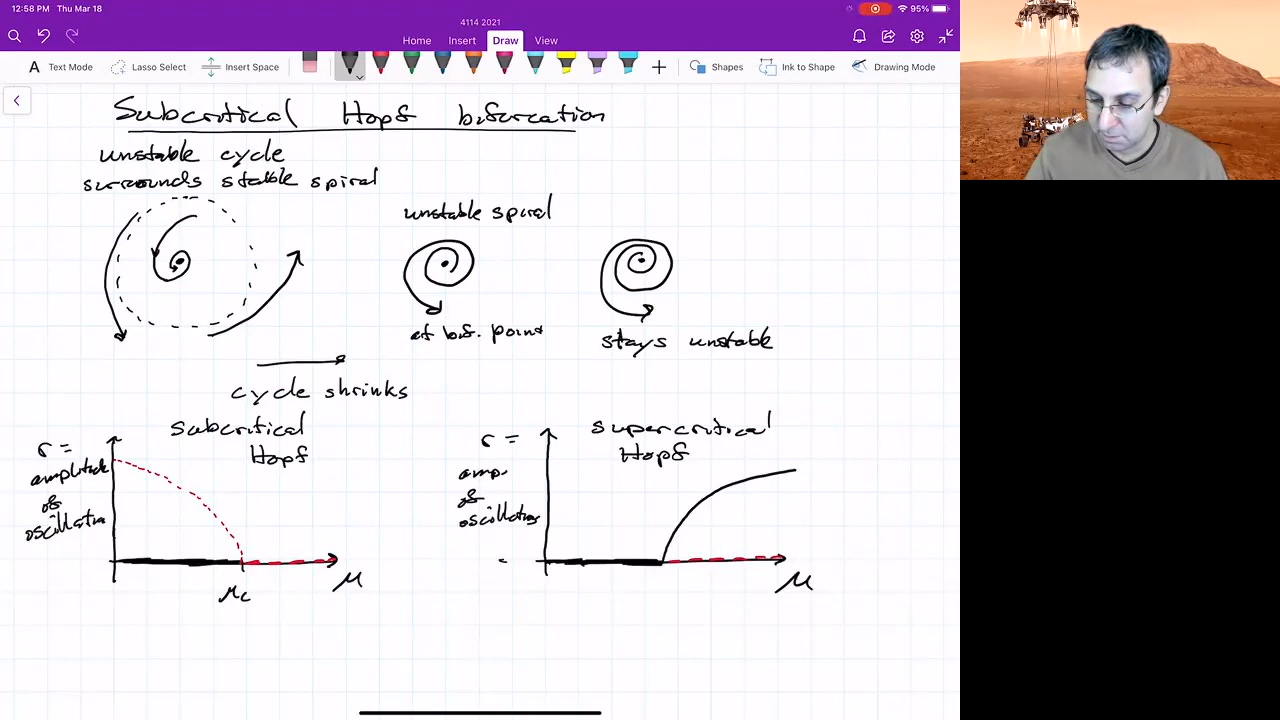 12:58 PM Thu Mar 18
95%
4114 2021
Home Insert Draw View
Text Mode Lasso Select Insert Space Shapes Ink to Shape Drawing Mode
Subcritical Hopf bifurcation
unstable cycle
surrounds stable spiral
unstable spiral
at bif. point
stays unstable
cycle shrinks
subcritical
Hopf
r =
amplitude
of
oscillation
μc
μ
supercritical
Hopf
r =
amp.
of
oscillation
μ